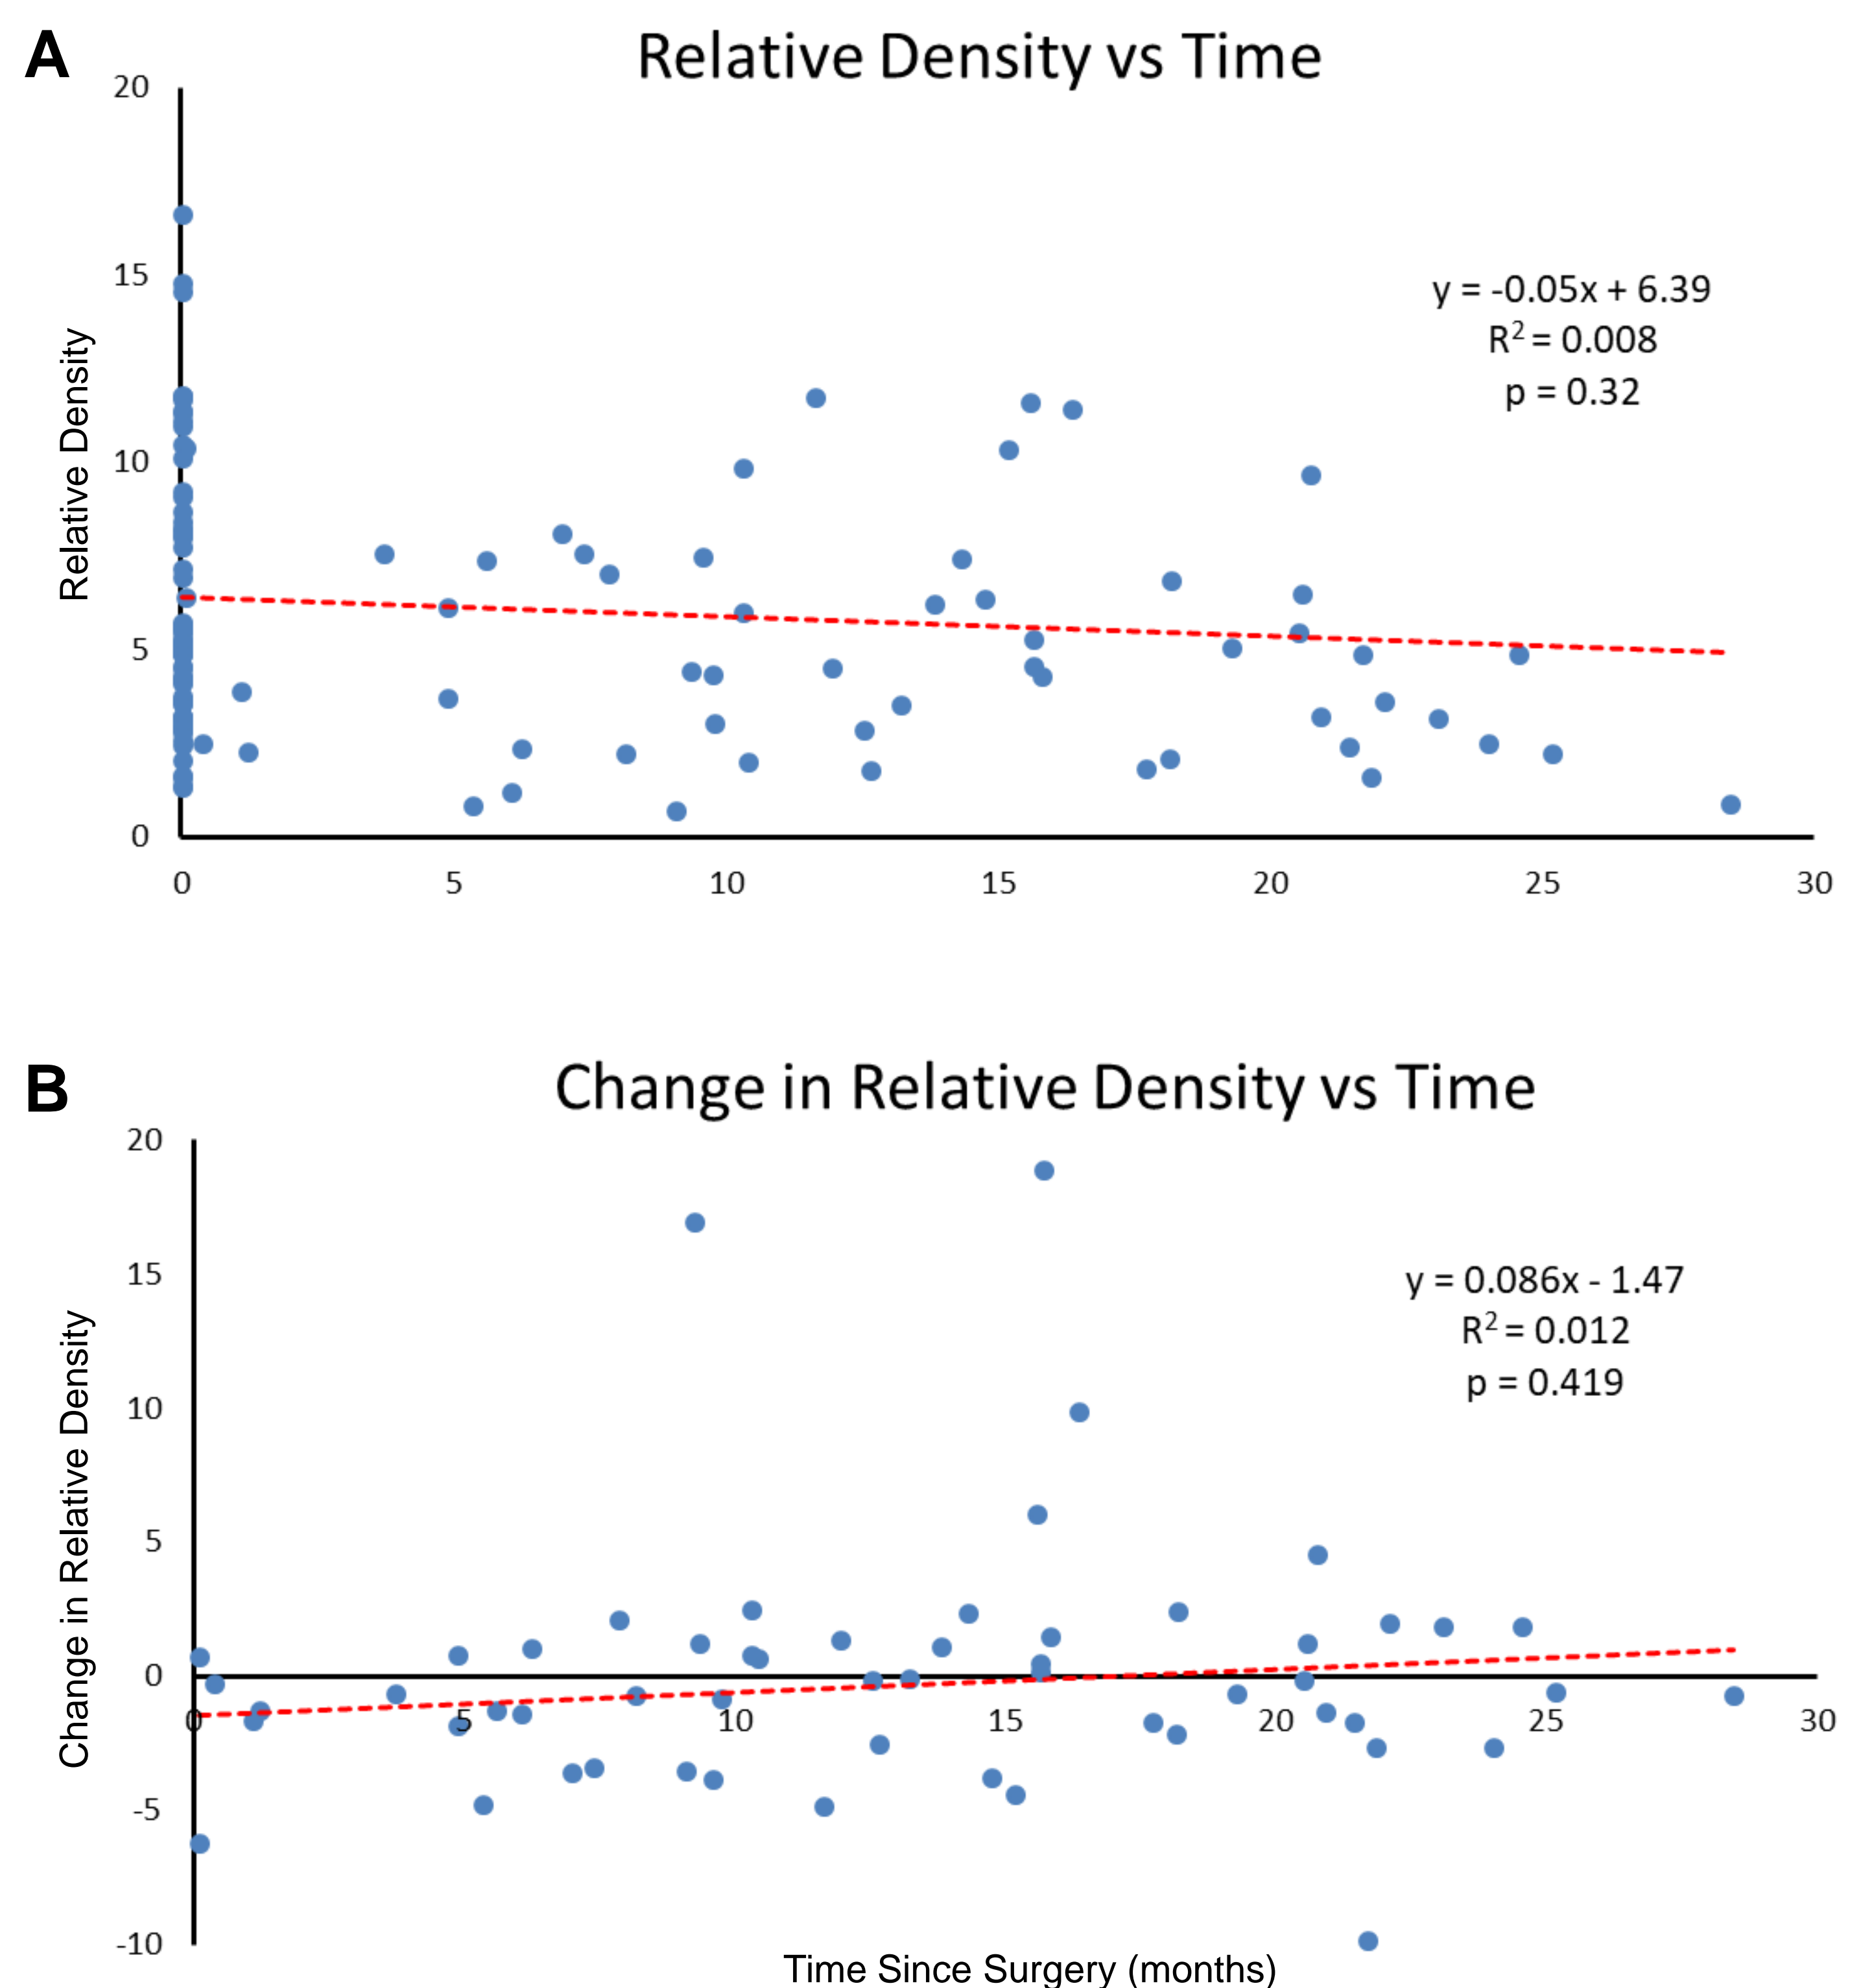 A
Relative Density vs Time
20
15
10
5
0
Relative Density
y = -0.05x + 6.39
R² = 0.008
p = 0.32
0 5 10 15 20 25 30
B
Change in Relative Density vs Time
20
15
10
5
0
-5
-10
Change in Relative Density
y = 0.086x - 1.47
R² = 0.012
p = 0.419
0 5 10 15 20 25 30
Time Since Surgery (months)